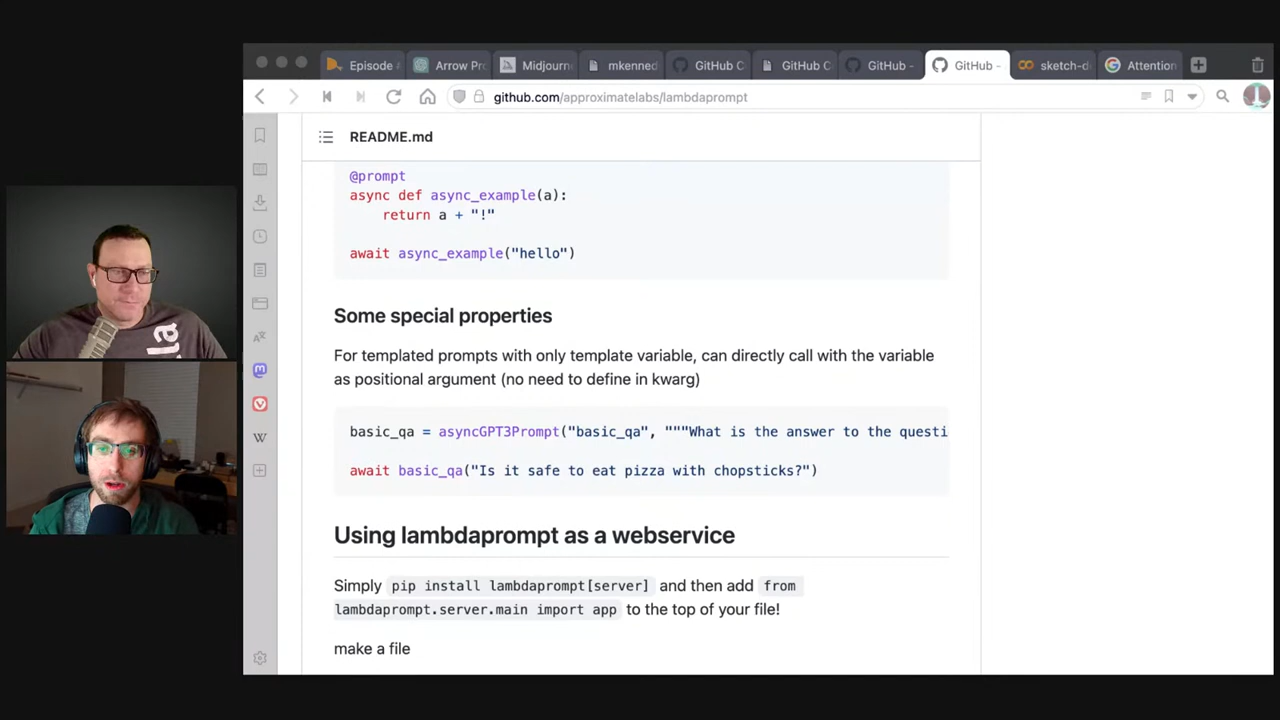 Episode
Arrow Pr
Midjourn
mkenned
GitHub C
GitHub C
GitHub -
GitHub -
sketch-d
Attention
github.com/approximatelabs/lambdaprompt
README.md
@prompt
async def async_example(a):
return a + "!"
await async_example("hello")
Some special properties
For templated prompts with only template variable, can directly call with the variable
as positional argument (no need to define in kwarg)
basic_qa = asyncGPT3Prompt("basic_qa", """What is the answer to the questi
await basic_qa("Is it safe to eat pizza with chopsticks?")
Using lambdaprompt as a webservice
Simply pip install lambdaprompt[server] and then add from
lambdaprompt.server.main import app to the top of your file!
make a file
W